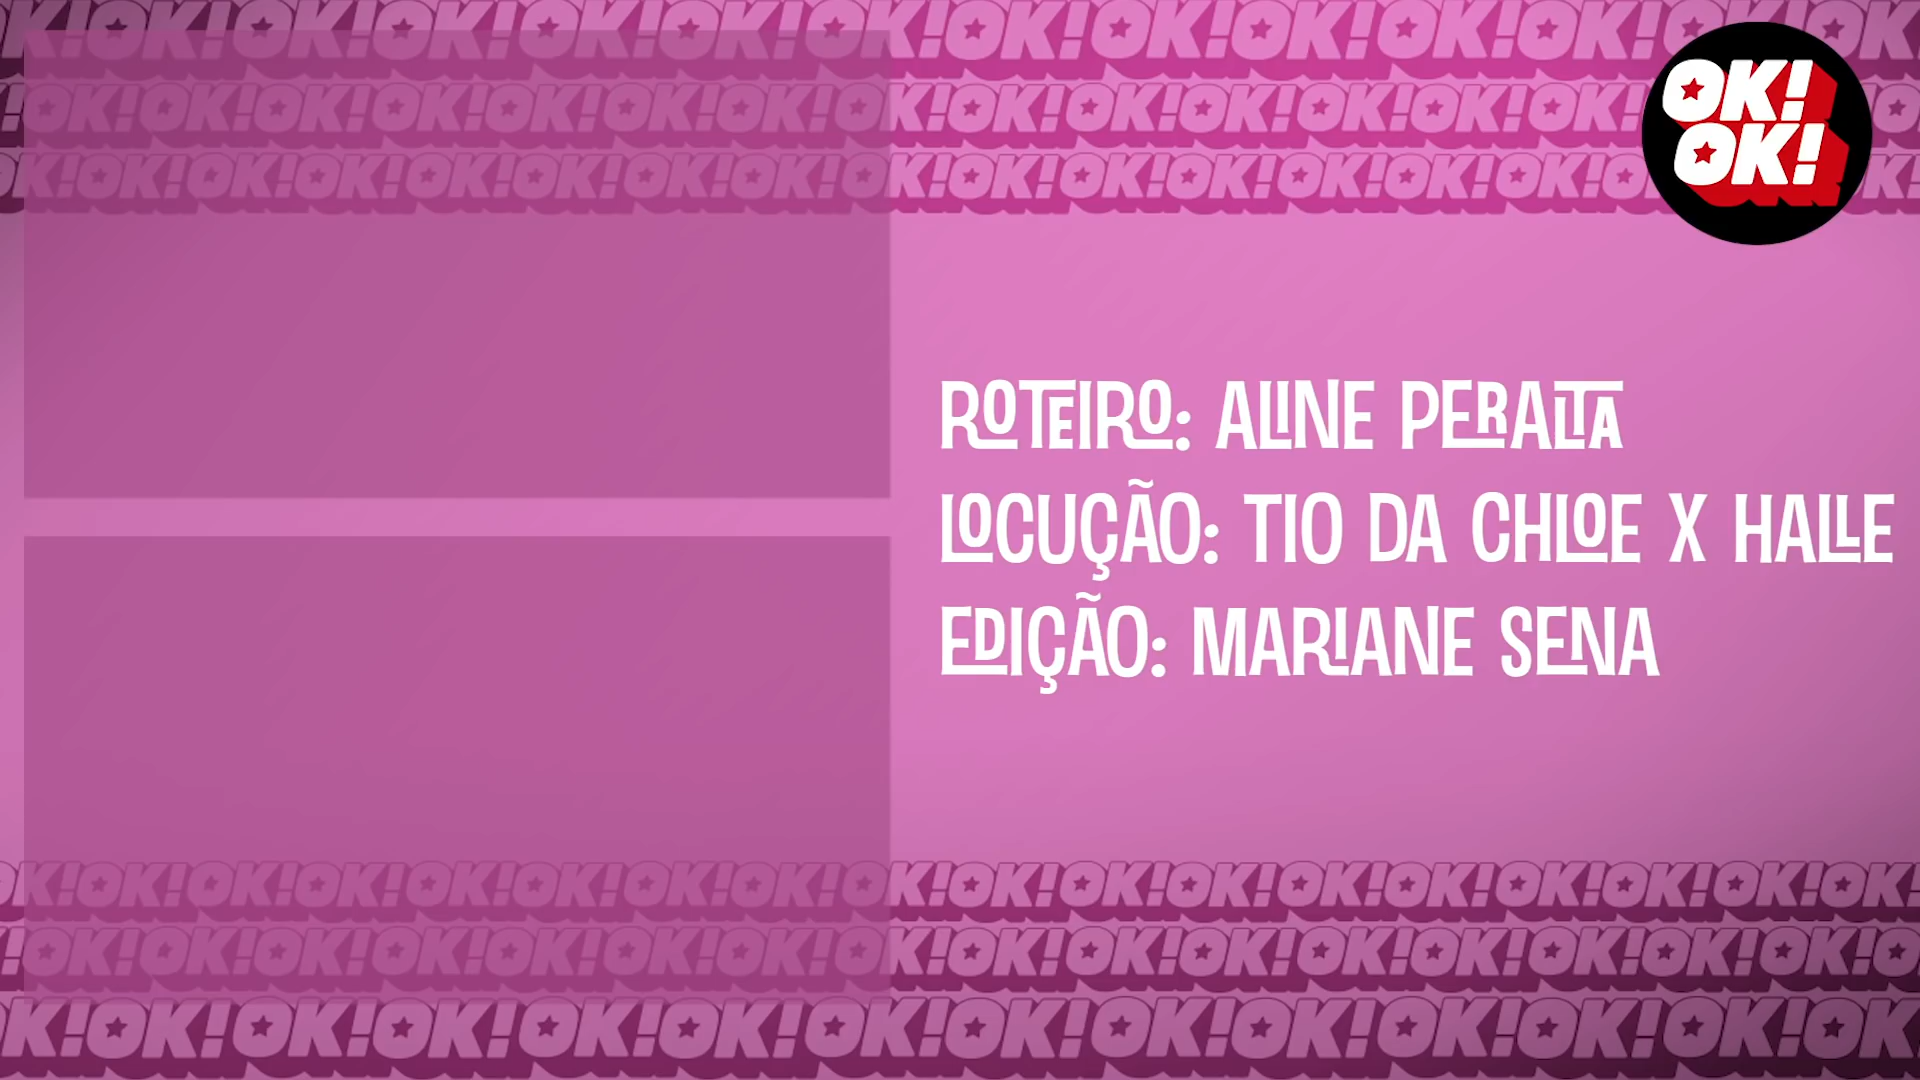 OK!
OK!
ROTEIRO: ALINE PERALTA
LOCUÇÃO: TIO DA CHLOE X HALLE
EDIÇÃO: MARIANE SENA